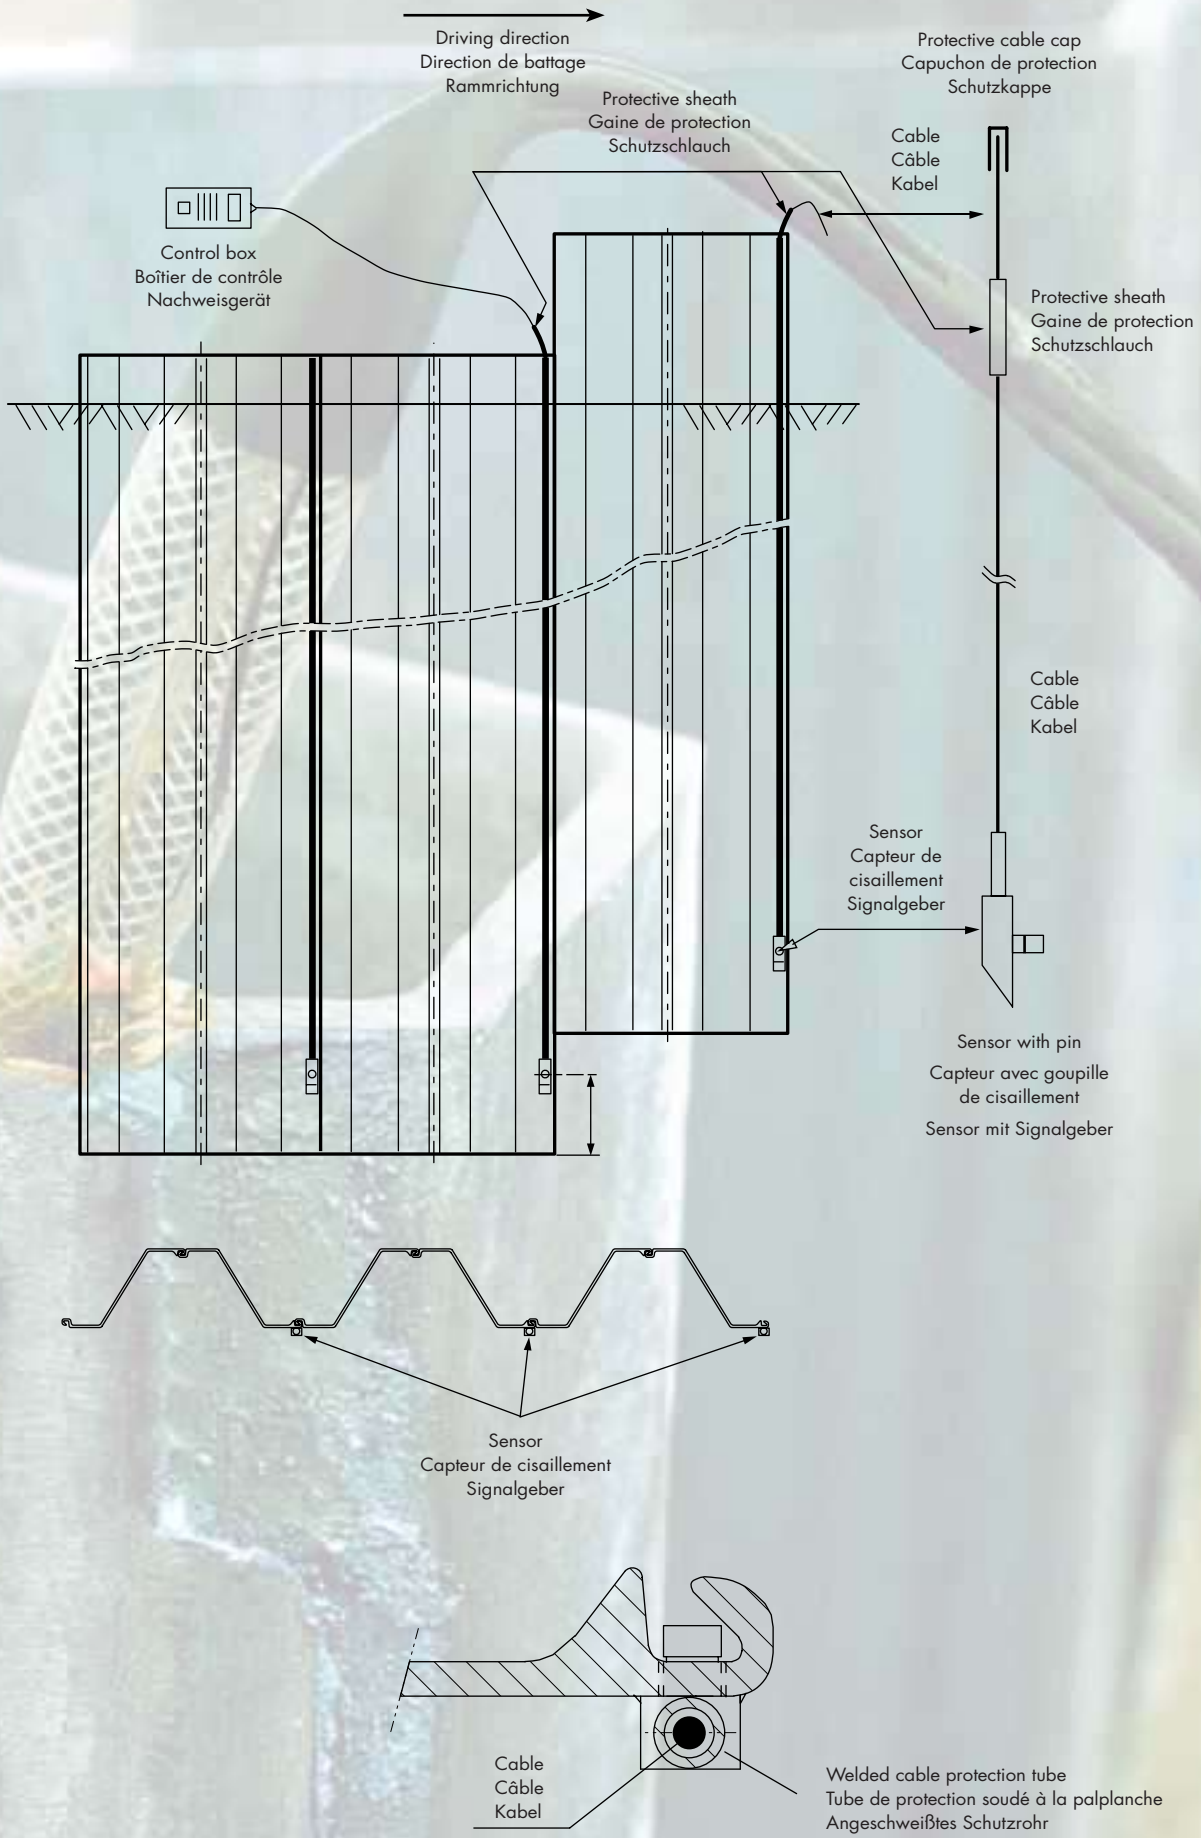 Driving direction
Direction de battage
Rammrichtung
Protective cable cap
Capuchon de protection
Schutzkappe
Protective sheath
Gaine de protection
Schutzschlauch
Cable
Câble
Kabel
Control box
Boîtier de contrôle
Nachweisgerät
Protective sheath
Gaine de protection
Schutzschlauch
Cable
Câble
Kabel
Sensor
Capteur de
cisaillement
Signalgeber
Sensor with pin
Capteur avec goupille
de cisaillement
Sensor mit Signalgeber
Sensor
Capteur de cisaillement
Signalgeber
Cable
Câble
Kabel
Welded cable protection tube
Tube de protection soudé à la palplanche
Angeschweißtes Schutzrohr